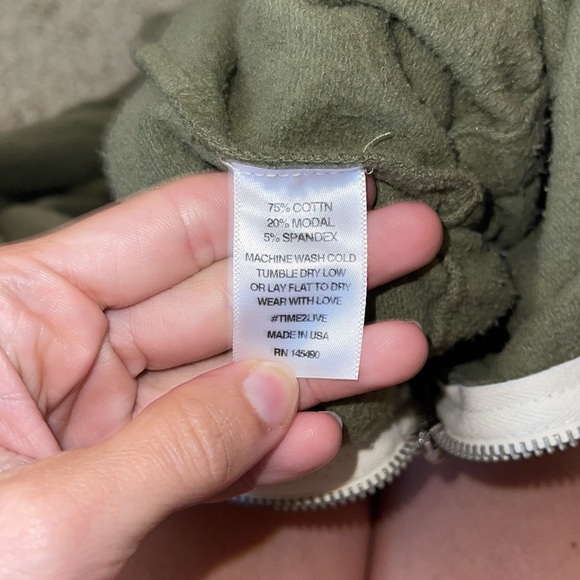 75% COTTN
20% MODAL
5% SPANDEX
MACHINE WASH COLD
TUMBLE DRY LOW
OR LAY FLAT TO DRY
WEAR WITH LOVE
#TIME2LIVE
MADE IN USA
RN 145490